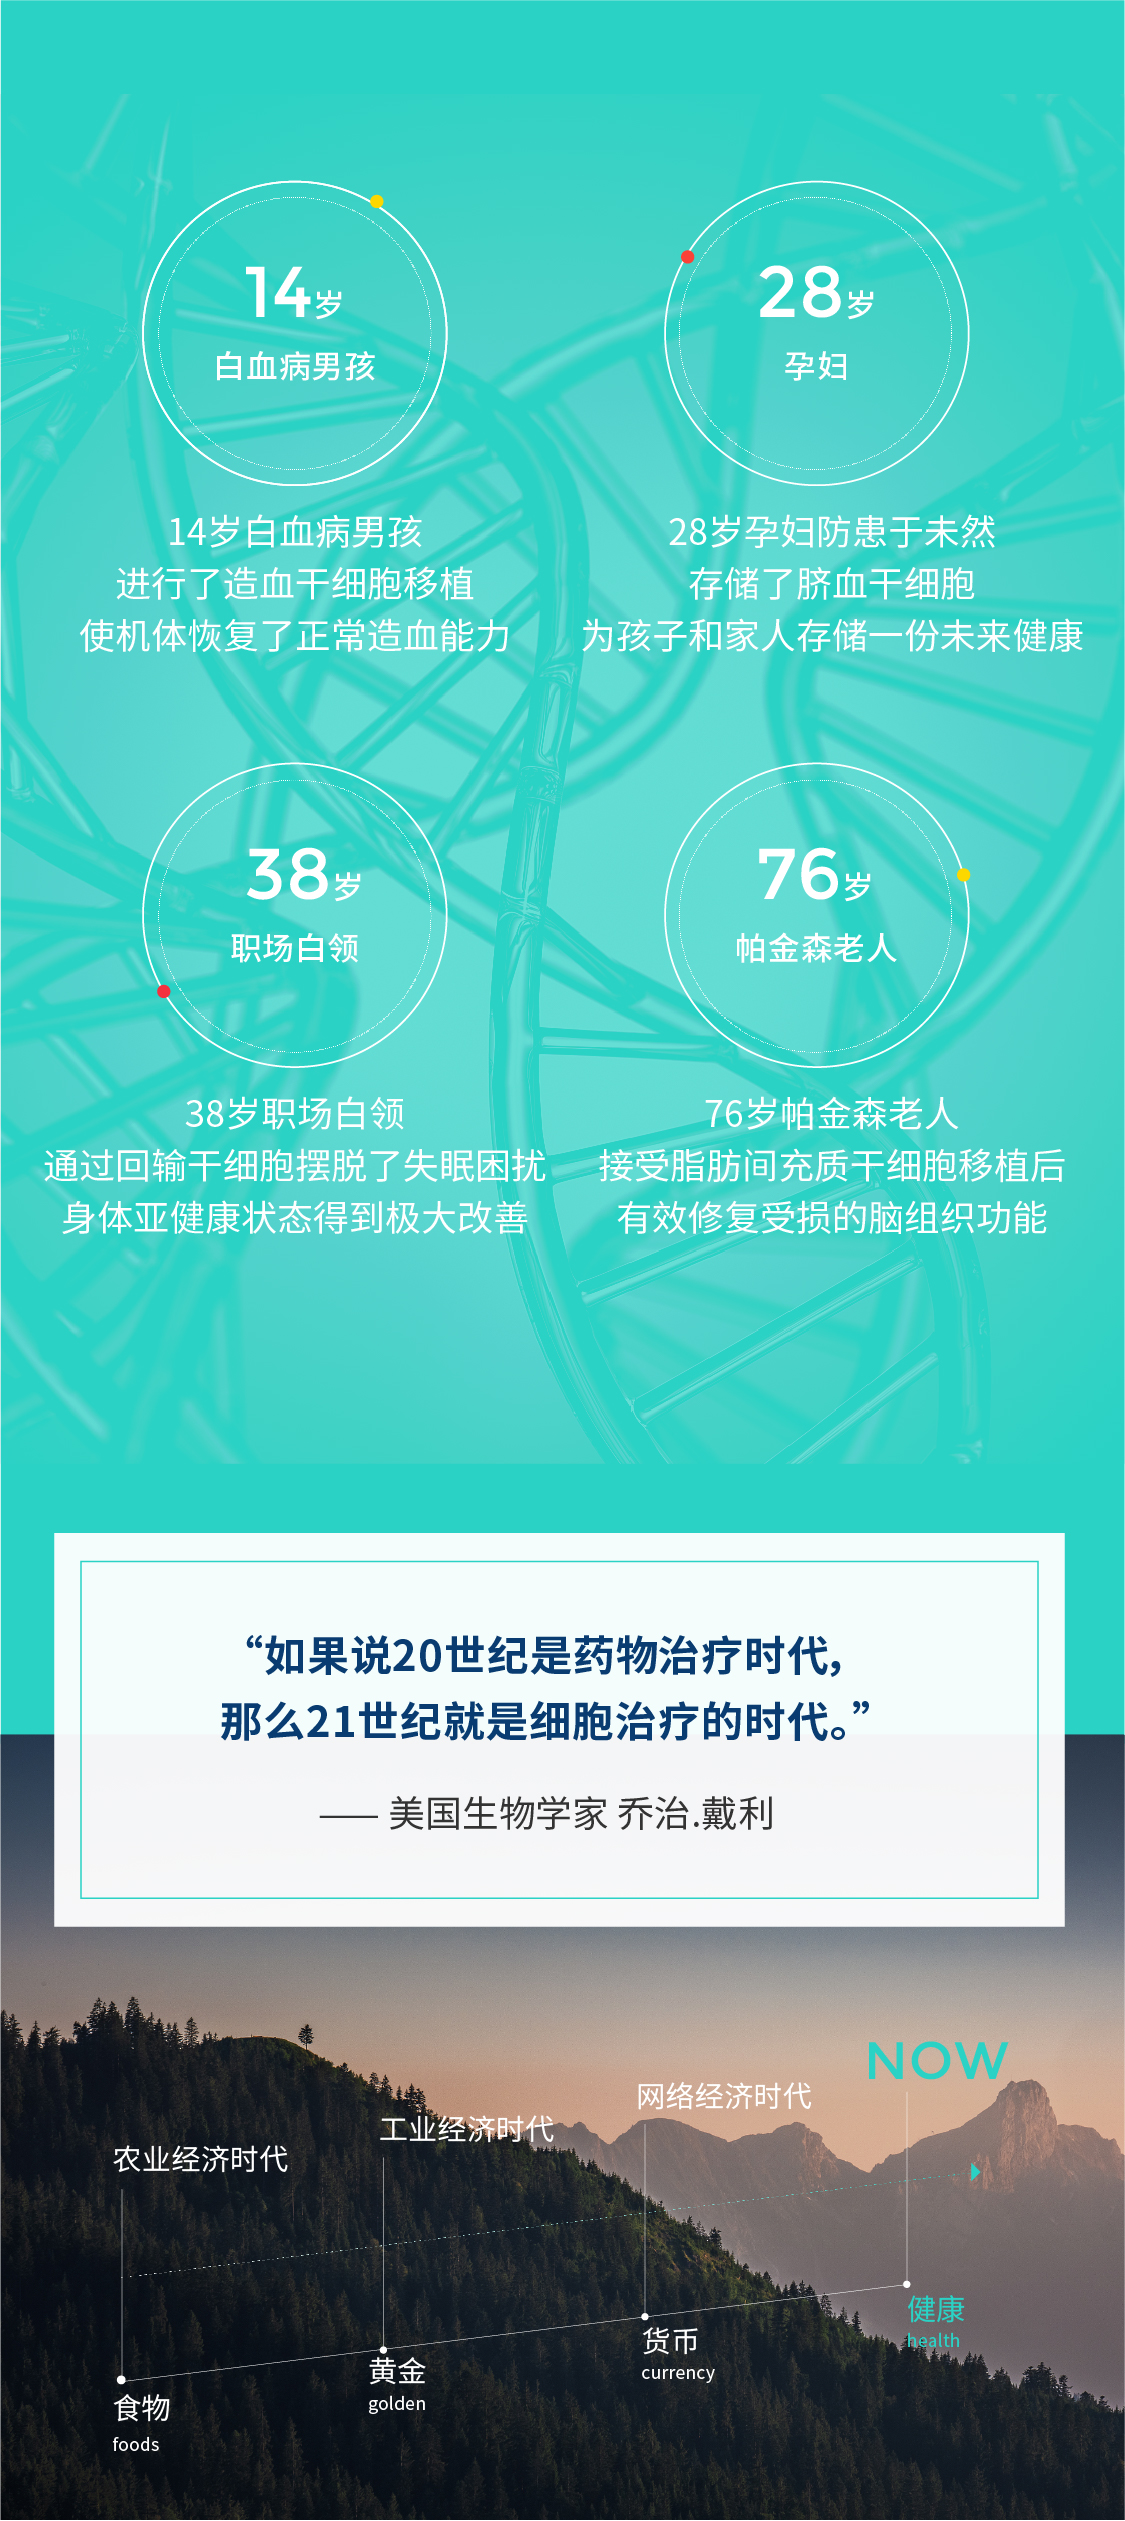 14岁
白血病男孩
14岁白血病男孩
进行了造血干细胞移植
使机体恢复了正常造血能力
28岁
孕妇
28岁孕妇防患于未然
存储了脐血干细胞
为孩子和家人存储一份未来健康
38岁
职场白领
38岁职场白领
通过回输干细胞摆脱了失眠困扰
身体亚健康状态得到极大改善
76岁
帕金森老人
76岁帕金森老人
接受脂肪间充质干细胞移植后
有效修复受损的脑组织功能
“如果说20世纪是药物治疗时代，
那么21世纪就是细胞治疗的时代。”
—— 美国生物学家 乔治.戴利
NOW
网络经济时代
工业经济时代
农业经济时代
健康
health
货币
currency
黄金
golden
食物
foods